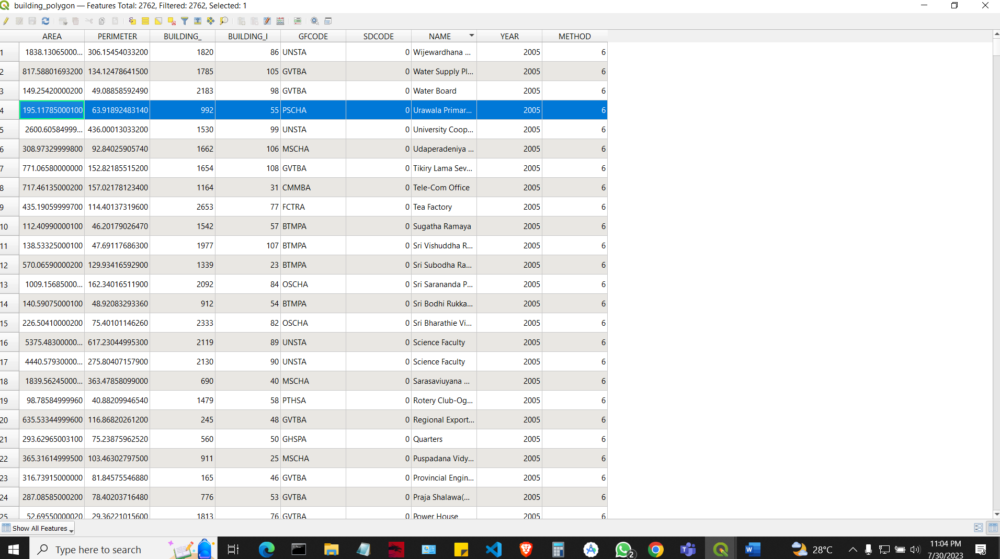 building_polygon — Features Total: 2762, Filtered: 2762, Selected: 1
AREA PERIMETER BUILDING_ BUILDING_I GFCODE SDCODE NAME YEAR METHOD
1 1838.13065000... 306.15454033200 1820 86 UNSTA 0 Wijewardhana ... 2005 6
2 817.58801693200 134.12478641500 1785 105 GVTBA 0 Water Supply Pl... 2005 6
3 149.25420000200 49.08858592490 2183 98 GVTBA 0 Water Board 2005 6
4 195.11785000100 63.91892483140 992 55 PSCHA 0 Urawala Primar... 2005 6
5 2600.60584999... 436.00013033200 1530 99 UNSTA 0 University Coop... 2005 6
6 308.97329999800 92.84025905740 1662 106 MSCHA 0 Udaperadeniya ... 2005 6
7 771.06580000000 152.82185515200 1654 108 GVTBA 0 Tikiry Lama Sev... 2005 6
8 717.46135000200 157.02178123400 1164 31 CMMBA 0 Tele-Com Office 2005 6
9 435.19059999700 114.40137319600 2653 77 FCTRA 0 Tea Factory 2005 6
10 112.40990000100 46.20179026470 1542 57 BTMPA 0 Sugatha Ramaya 2005 6
11 138.53325000100 47.69117686300 1977 107 BTMPA 0 Sri Vishuddha R... 2005 6
12 570.06590000200 129.93416592900 1339 23 BTMPA 0 Sri Subodha Ra... 2005 6
13 1009.15685000... 162.34016511900 2092 84 OSCHA 0 Sri Sarananda P... 2005 6
14 140.59075000100 48.92083293360 912 54 BTMPA 0 Sri Bodhi Rukka... 2005 6
15 226.50410000200 75.40101146260 2333 82 OSCHA 0 Sri Bharathie Vi... 2005 6
16 5375.48300000... 617.23044995300 2119 89 UNSTA 0 Science Faculty 2005 6
17 4440.57930000... 275.80407157900 2130 90 UNSTA 0 Science Faculty 2005 6
18 1839.56245000... 363.47858099000 690 40 MSCHA 0 Sarasaviuyana ... 2005 6
19 98.78584999960 40.88209946540 1479 58 PTHSA 0 Rotery Club-Og... 2005 6
20 635.53344999600 116.86820261200 245 48 GVTBA 0 Regional Export... 2005 6
21 293.62965003100 75.23875962520 560 50 GHSPA 0 Quarters 2005 6
22 365.31614999500 103.46302797500 911 25 MSCHA 0 Puspadana Vidy... 2005 6
23 316.73915000000 81.84575546880 165 46 GVTBA 0 Provincial Engin... 2005 6
24 287.08585000200 78.40203716480 776 53 GVTBA 0 Praja Shalawa(... 2005 6
25 52.69550000020 29.36221015600 1813 76 GVTBA 0 Power House 2005 6
Show All Features
Type here to search
2
28°C
11:04 PM
7/30/2023